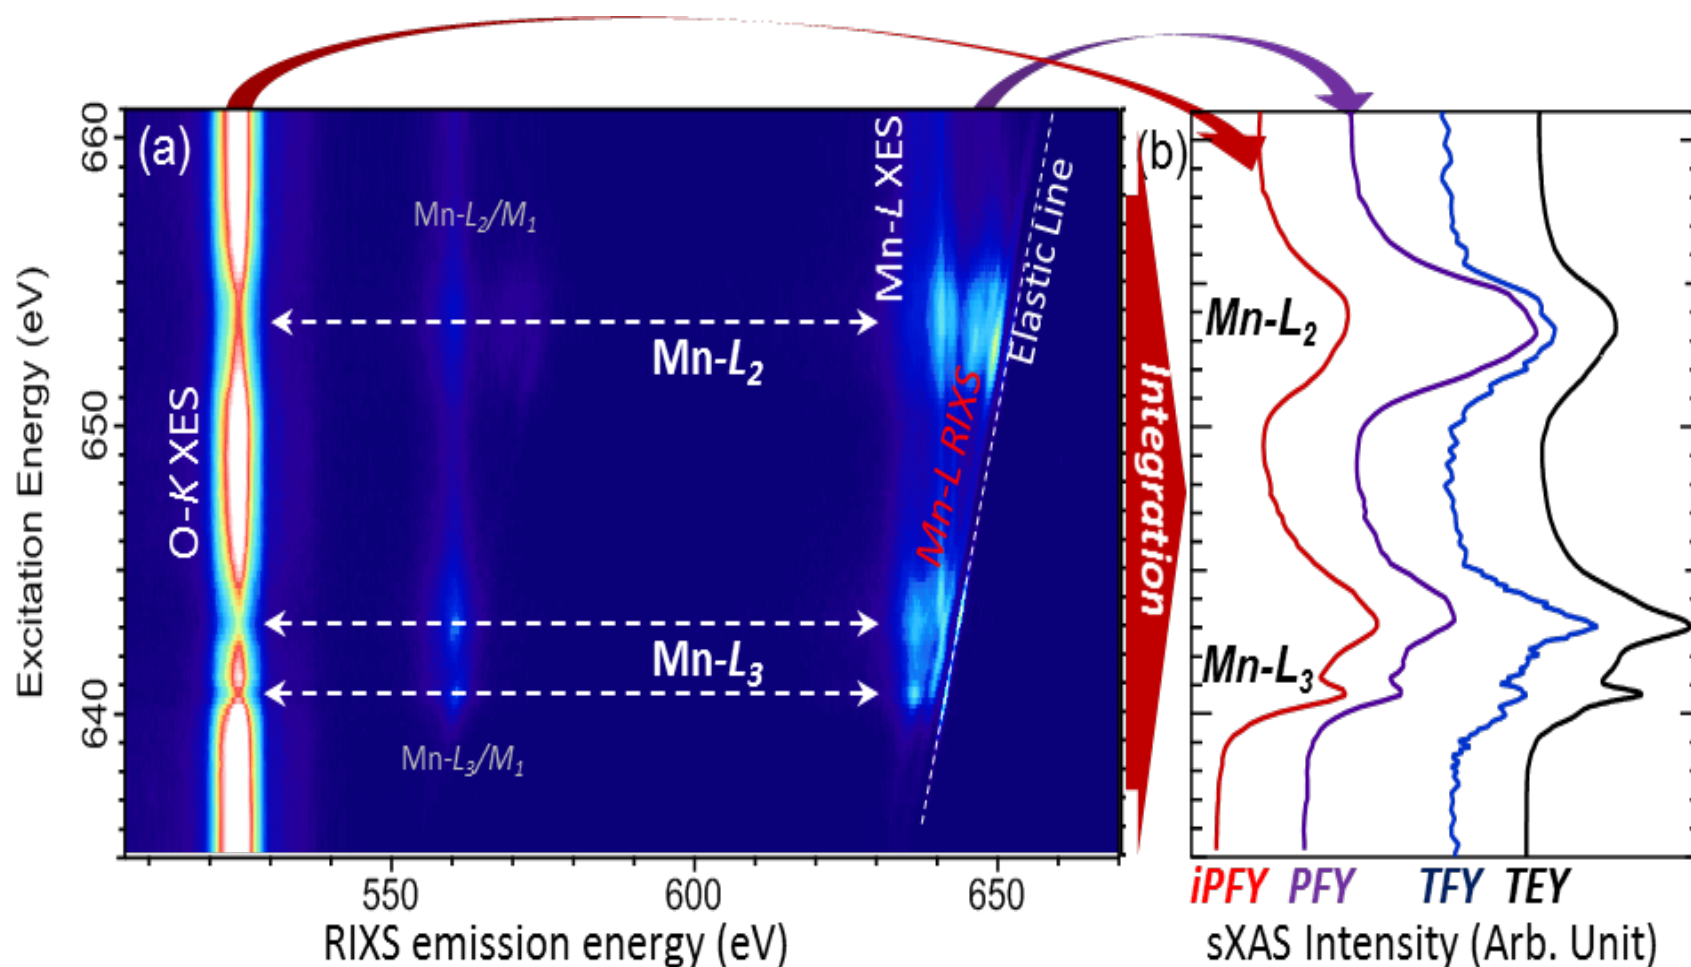 (a)
(b)
660
650
640
Excitation Energy (eV)
O-K XES
Mn-L2/M1
Mn-L XES
Elastic Line
Mn-L2
Mn-L RIXS
Mn-L3
Mn-L3/M1
550
600
650
RIXS emission energy (eV)
Integration
Mn-L2
Mn-L3
iPFY PFY TFY TEY
sXAS Intensity (Arb. Unit)